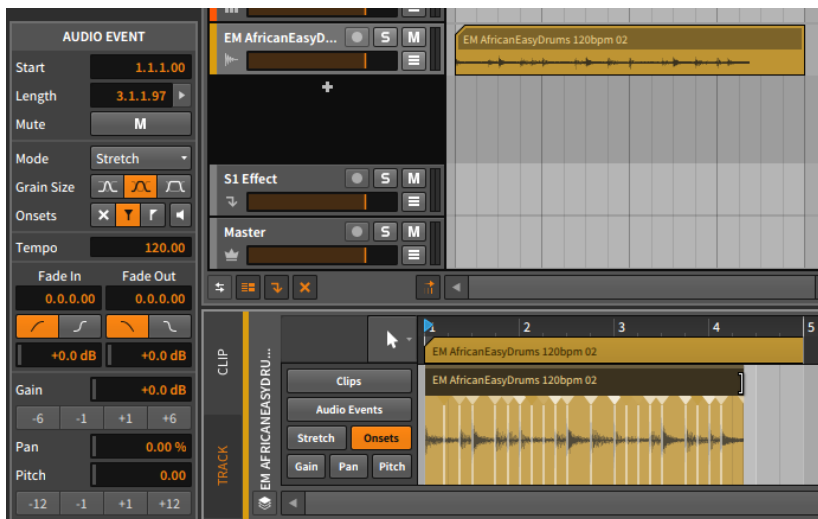 AUDIO EVENT
Start 1.1.1.00
Length 3.1.1.97
Mute M
Mode Stretch
Grain Size
Onsets
Tempo 120.00
Fade In Fade Out
0.0.0.00 0.0.0.00
+0.0 dB +0.0 dB
Gain +0.0 dB
-6 -1 +1 +6
Pan 0.00 %
Pitch 0.00
-12 -1 +1 +12
EM AfricanEasyD... S M
EM AfricanEasyDrums 120bpm 02
+
S1 Effect S M
Master S M
CLIP
TRACK
EM AFRICANEASYDRU...
1 2 3 4 5
EM AfricanEasyDrums 120bpm 02
EM AfricanEasyDrums 120bpm 02
Clips
Audio Events
Stretch Onsets
Gain Pan Pitch